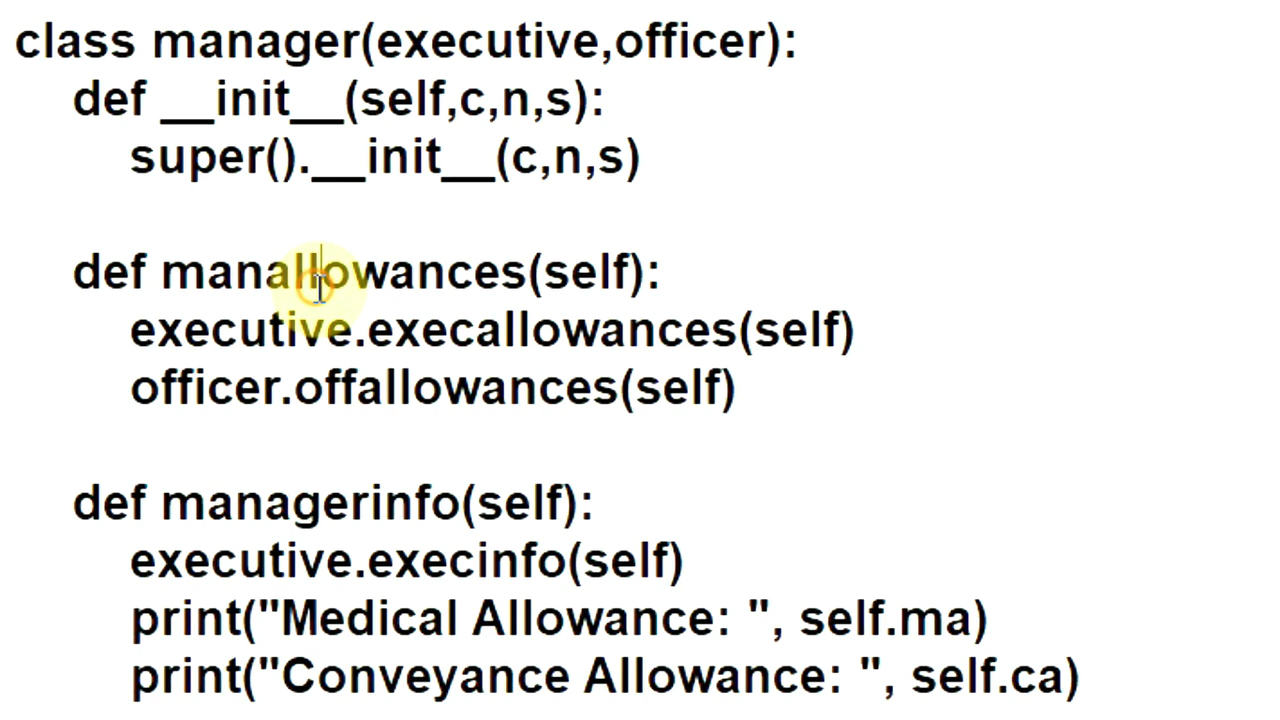 class manager(executive,officer):
def __init__(self,c,n,s):
super().__init__(c,n,s)
def manallowances(self):
executive.execallowances(self)
officer.offallowances(self)
def managerinfo(self):
executive.execinfo(self)
print("Medical Allowance: ", self.ma)
print("Conveyance Allowance: ", self.ca)